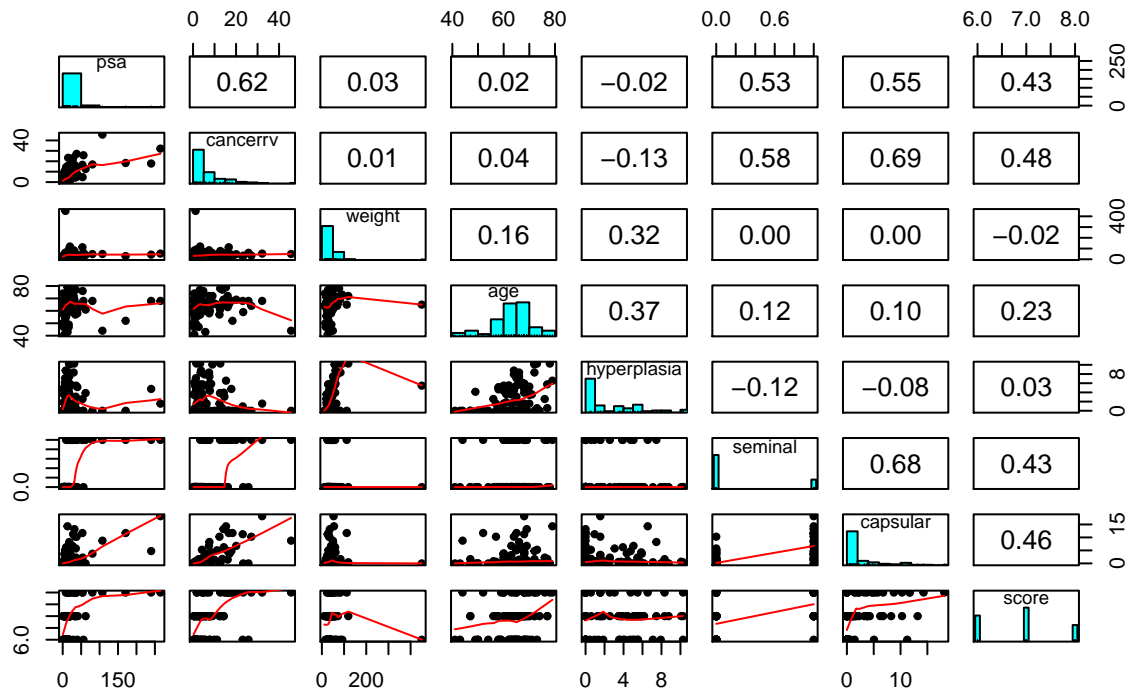 0 20 40 40 60 80 0.0 0.6 6.0 7.0 8.0
psa 0.62 0.03 0.02 −0.02 0.53 0.55 0.43 0 250
0 40 cancerrv 0.01 0.04 −0.13 0.58 0.69 0.48
weight 0.16 0.32 0.00 0.00 −0.02 0 400
40 80 age 0.37 0.12 0.10 0.23
hyperplasia −0.12 −0.08 0.03 0 8
0.0 seminal 0.68 0.43
capsular 0.46 0 15
6.0 score
0 150 0 200 0 4 8 0 10